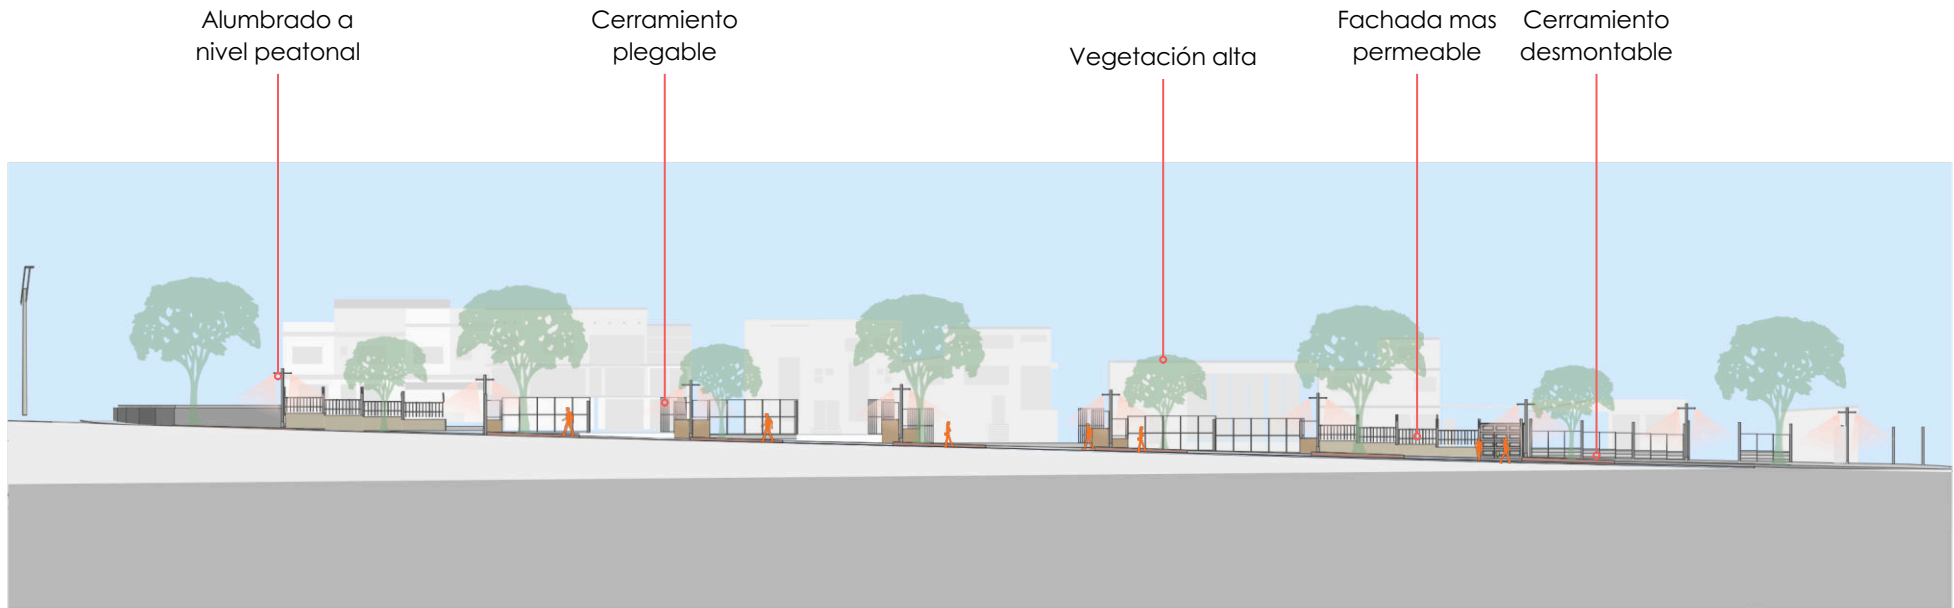 Alumbrado a
nivel peatonal
Cerramiento
plegable
Vegetación alta
Fachada mas
permeable
Cerramiento
desmontable